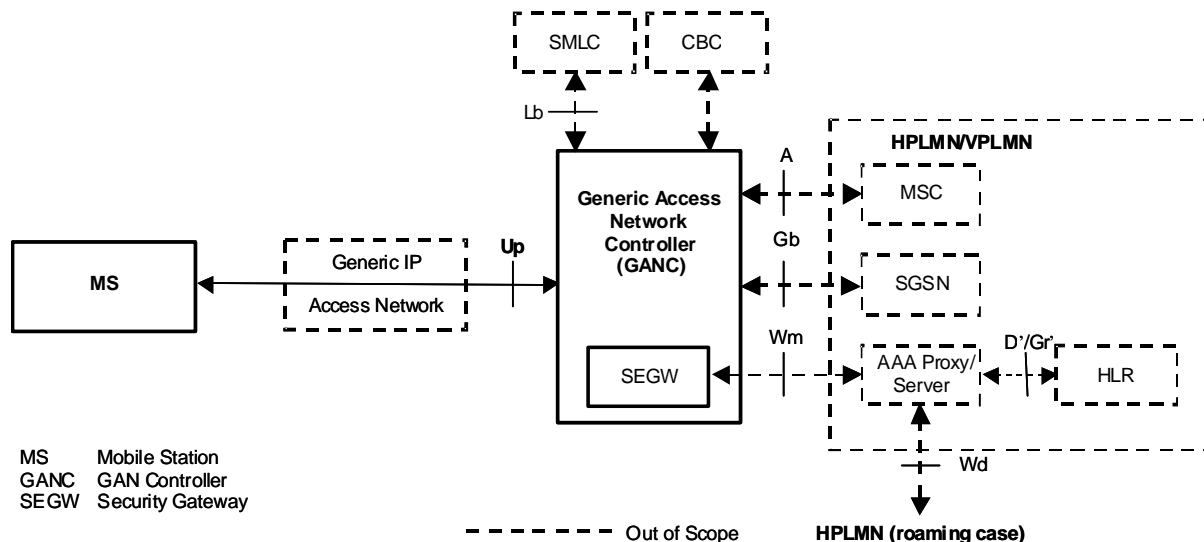 SMLC
CBC
Lb
HPLMN/VPLMN
A
MSC
Generic Access
Network
Controller
(GANC)
Gb
Up
Generic IP
MS
SGSN
Access Network
Wm
D'/Gr'
SEGW
AAA Proxy/
Server
HLR
MS Mobile Station
GANC GAN Controller
SEGW Security Gateway
Wd
Out of Scope
HPLMN (roaming case)